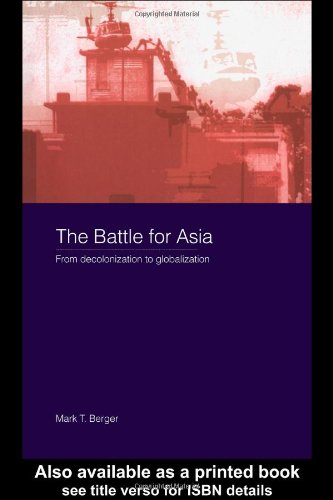 The Battle for Asia
From decolonization to globalization
Mark T. Berger
Also available as a printed book
see title verso for ISBN details